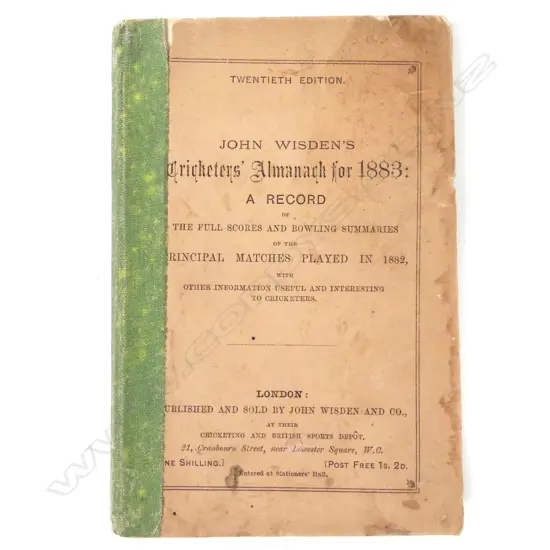 TWENTIETH EDITION.
JOHN WISDEN'S
Cricketers' Almanack for 1883:
A RECORD
OF
THE FULL SCORES AND BOWLING SUMMARIES
OF THE
RINCIPAL MATCHES PLAYED IN 1882,
WITH
OTHER INFORMATION USEFUL AND INTERESTING
TO CRICKETERS.
LONDON:
UBLISHED AND SOLD BY JOHN WISDEN AND CO.,
AT THEIR
CRICKETING AND BRITISH SPORTS DEPÔT,
21, Cranbourn Street, near Leicester Square, W.C.
NE SHILLING.] [POST FREE 1S. 2D.
Entered at Stationers' Hall.